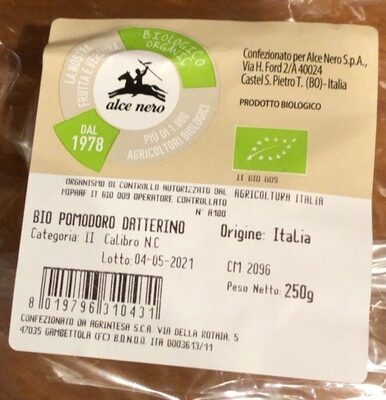 LA NOSTRA
FRUTTA E VERDURA
BIOLOGICO
ORGANIC
alce nero
DAL
1978
PIÙ DI 1.000
AGRICOLTORI BIOLOGICI
Confezionato per Alce Nero S.p.A.,
Via H. Ford 2/A 40024
Castel S. Pietro T. (BO)-Italia
PRODOTTO BIOLOGICO
IT BIO 009
ORGANISMO DI CONTROLLO AUTORIZZATO DAL
AGRICOLTURA ITALIA
MIPAAF IT BIO 009 OPERATORE CONTROLLATO
N° A180
BIO POMODORO DATTERINO
Origine: Italia
Categoria: II Calibro N.C
Lotto: 04-05-2021
CM 2096
Peso Netto: 250g
8 019796 310431
CONFEZIONATO DA AGRINTESA S.C.A. VIA DELLA ROTAIA, 5
47035 GAMBETTOLA (FC) B.D.N.D.O. ITA 0003613/11